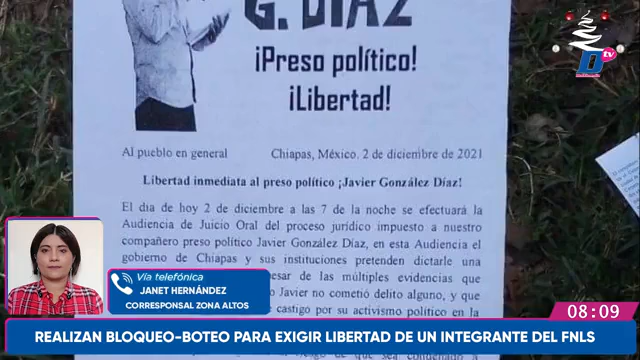 G. DÍAZ
¡Preso político!
¡Libertad!
Al pueblo en general Chiapas, México. 2 de diciembre de 2021
Libertad inmediata al preso político ¡Javier González Díaz!
El día de hoy 2 de diciembre a las 7 de la noche se efectuará la
Audiencia de Juicio Oral del proceso jurídico impuesto a nuestro
compañero preso político Javier González Díaz, en esta Audiencia el
gobierno de Chiapas y sus instituciones pretenden dictarle una
pesar de las múltiples evidencias que
Javier no cometió delito alguno, y que
castigo por su activismo político en la
tv
Vía telefónica
JANET HERNÁNDEZ
CORRESPONSAL ZONA ALTOS
08:09
REALIZAN BLOQUEO-BOTEO PARA EXIGIR LIBERTAD DE UN INTEGRANTE DEL FNLS